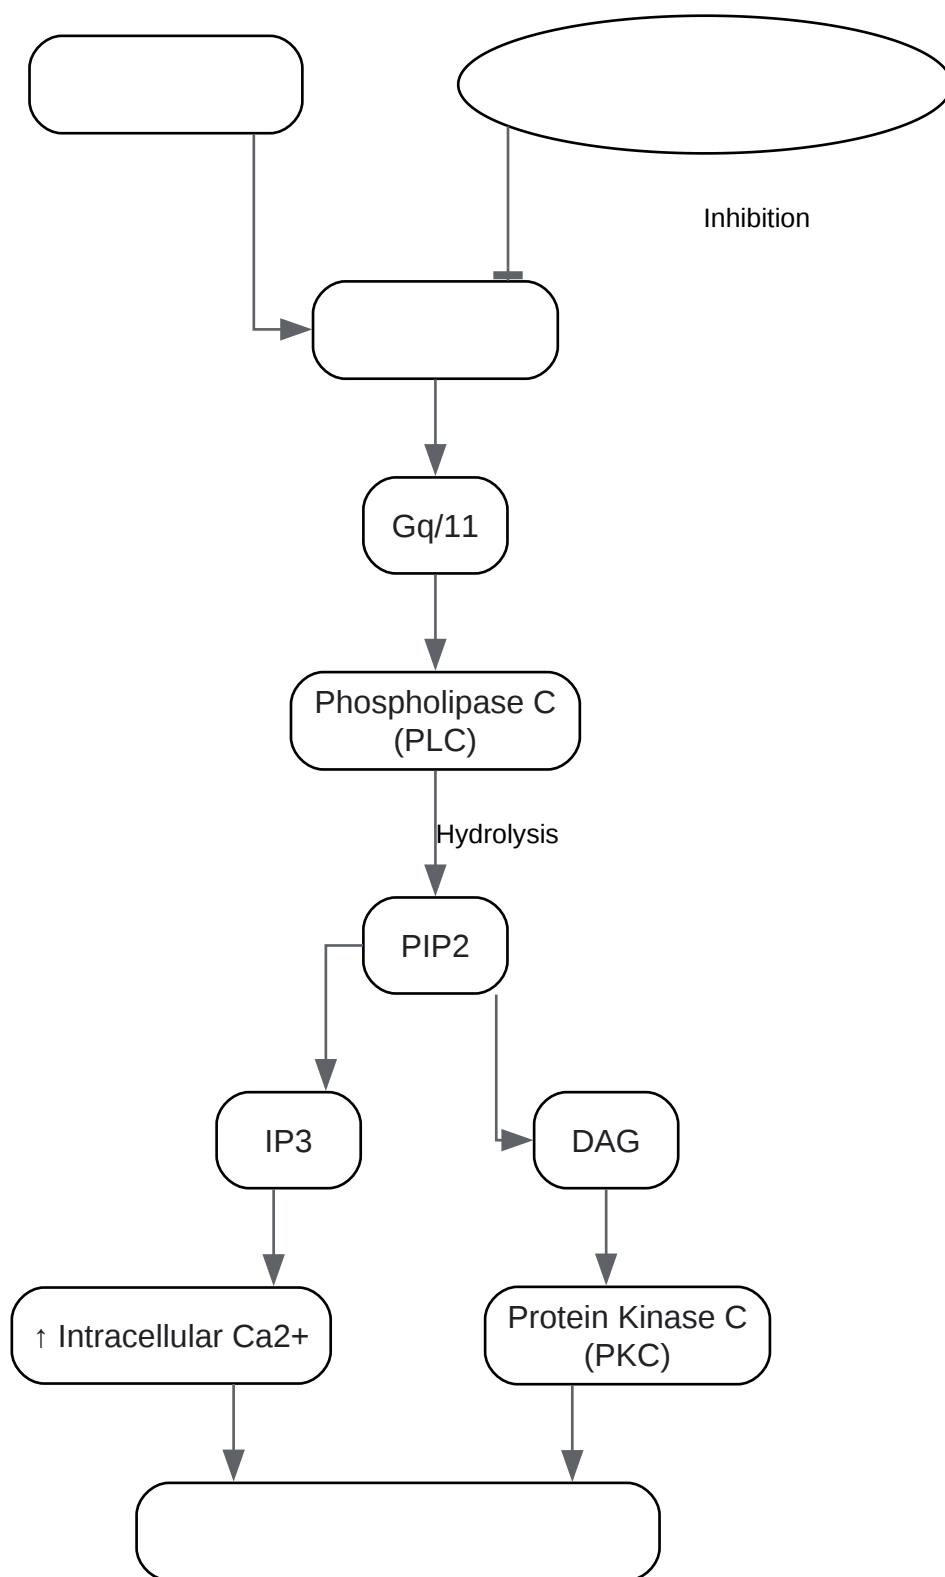 Inhibition
Gq/11
Phospholipase C
(PLC)
Hydrolysis
PIP2
IP3
DAG
↑ Intracellular Ca2+
Protein Kinase C
(PKC)